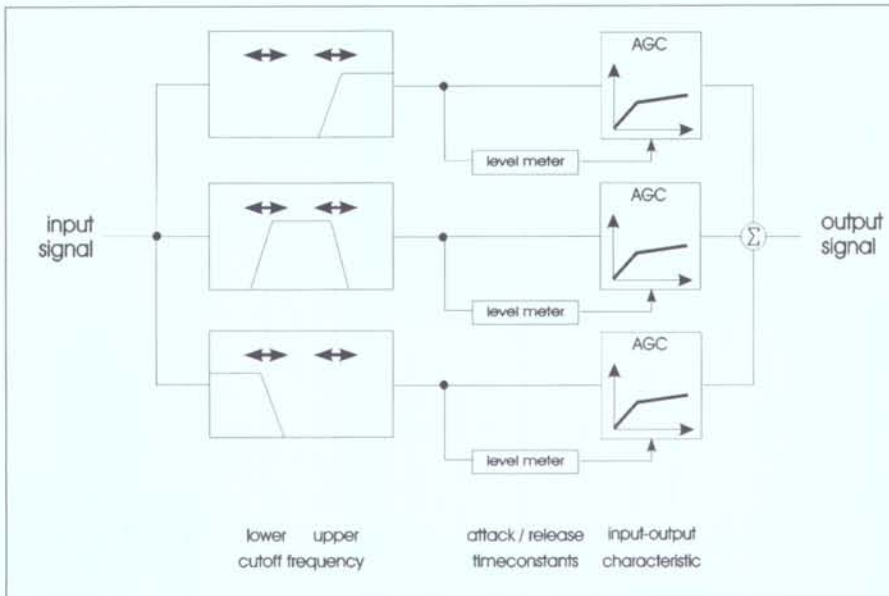 AGC
level meter
AGC
input
signal
Σ
output
signal
level meter
AGC
level meter
lower upper
cutoff frequency
attack / release
timeconstants
input-output
characteristic